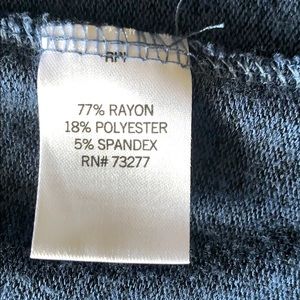 77% RAYON
18% POLYESTER
5% SPANDEX
RN# 73277